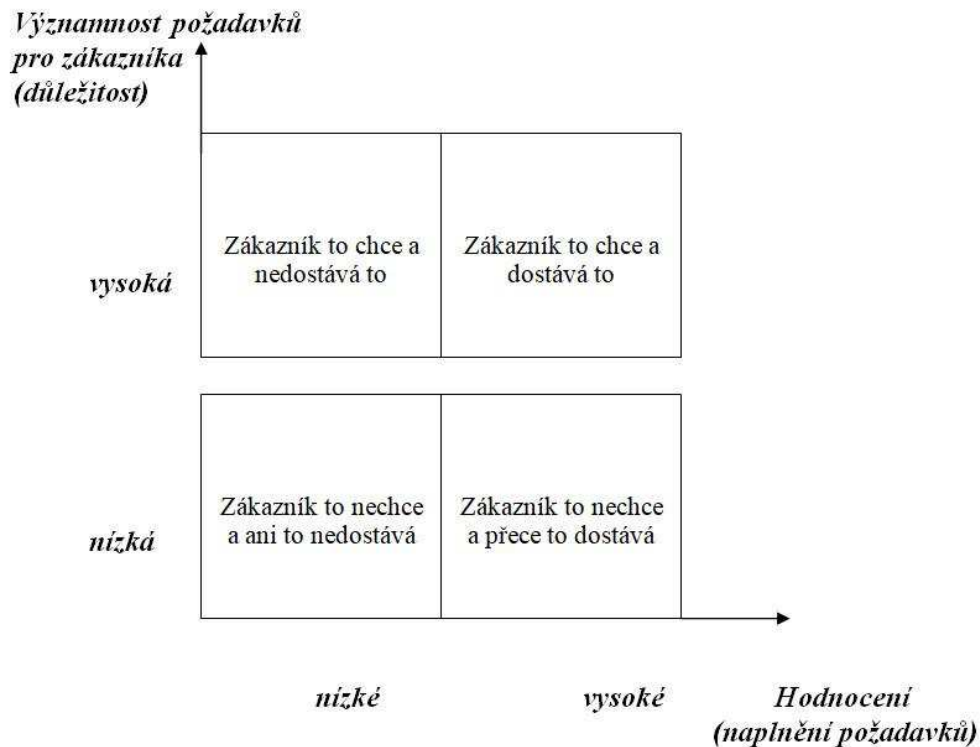 Významnost požadavků
pro zákazníka
(důležitost)
Zákazník to chce a
nedostává to
Zákazník to chce a
dostává to
vysoká
Zákazník to nechce
a ani to nedostává
Zákazník to nechce
a přece to dostává
nízká
nízké
vysoké
Hodnocení
(naplnění požadavků)